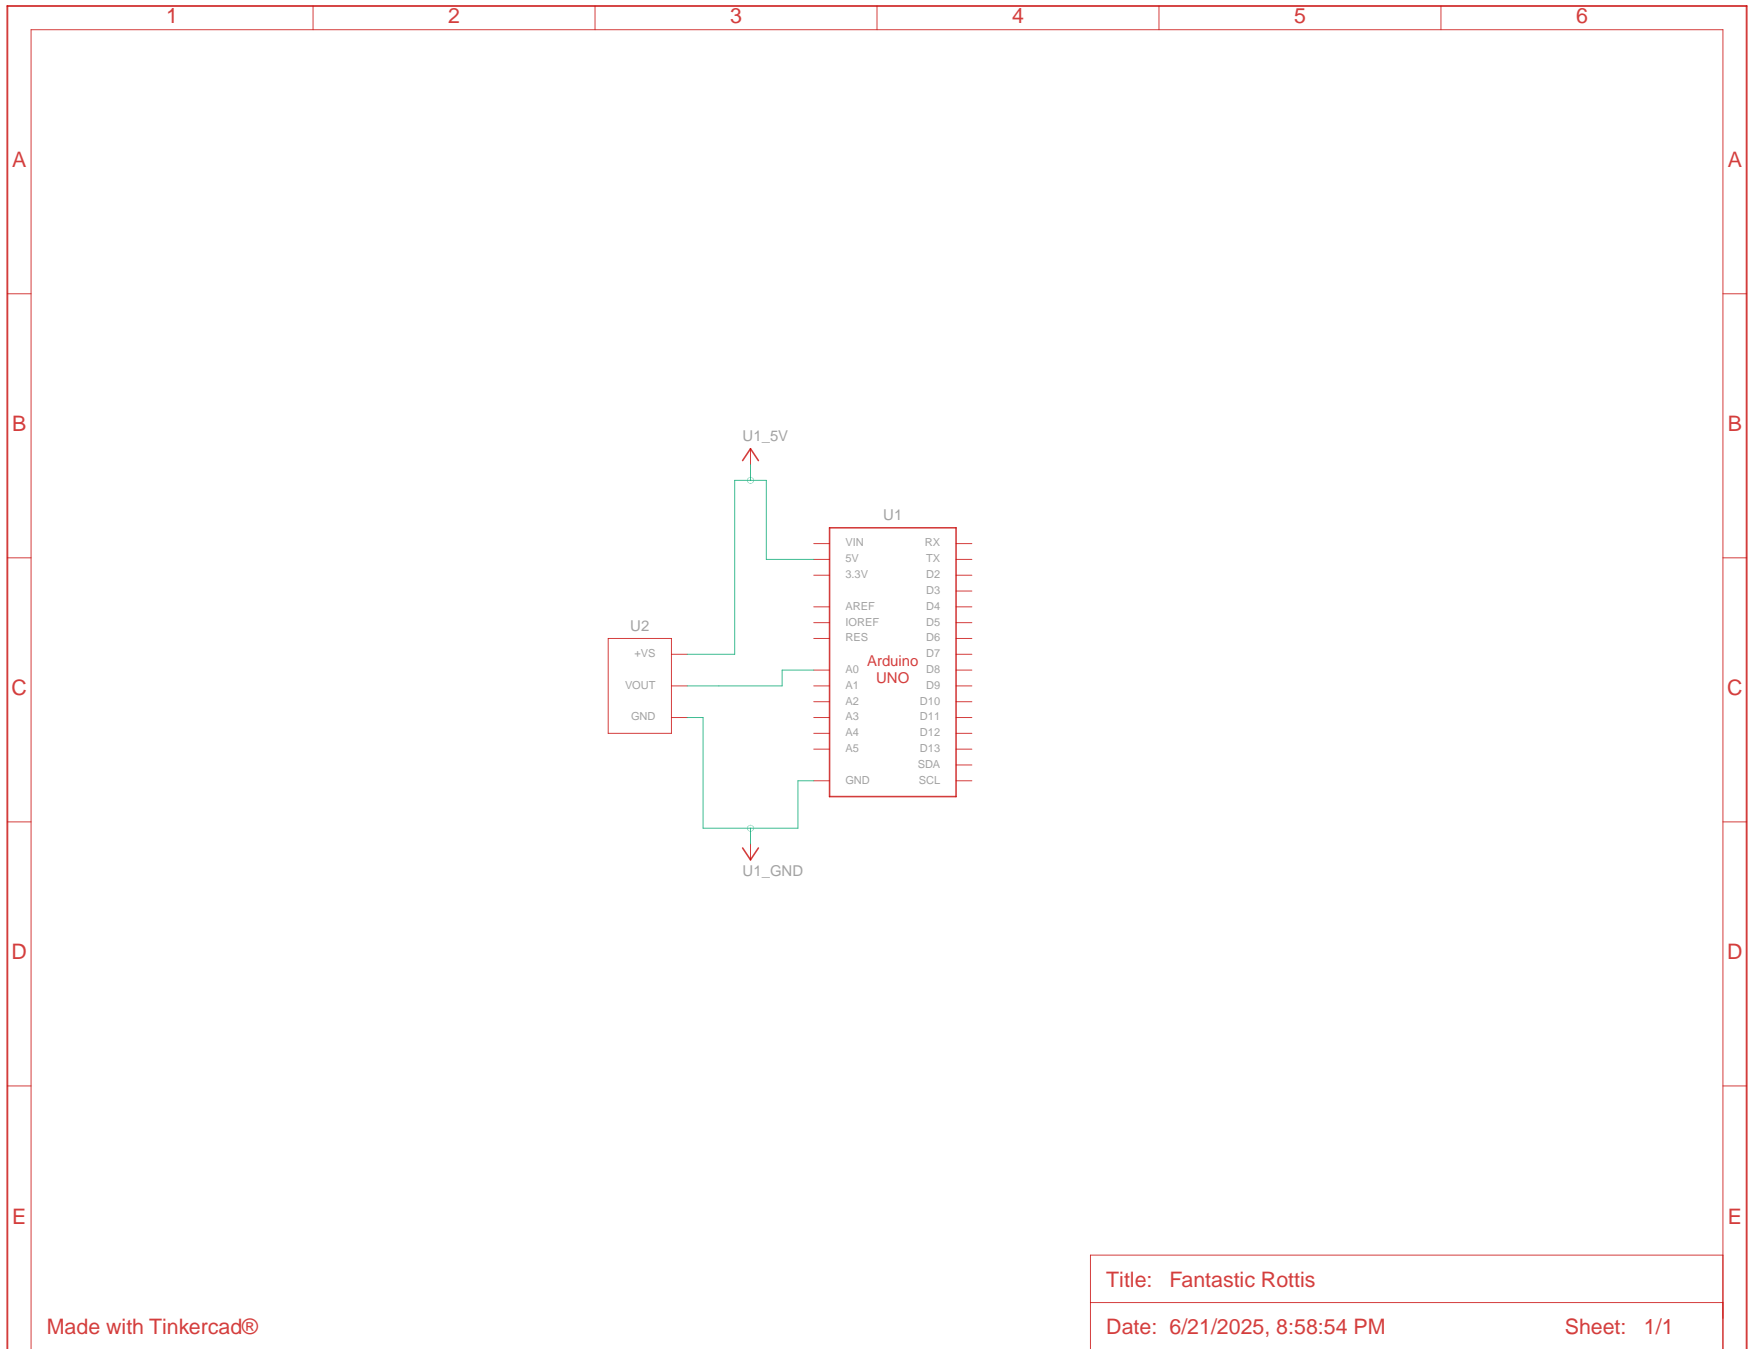 1 2 3 4 5 6
A A
B B
U1_5V
U1
VIN RX
5V TX
3.3V D2
D3
AREF D4
IOREF D5
U2
RES D6
+VS D7
Arduino
A0 D8
UNO
C C
VOUT A1 D9
A2 D10
GND A3 D11
A4 D12
A5 D13
SDA
GND SCL
U1_GND
D D
E E
Title: Fantastic Rottis
Made with Tinkercad®
Date: 6/21/2025, 8:58:54 PM Sheet: 1/1